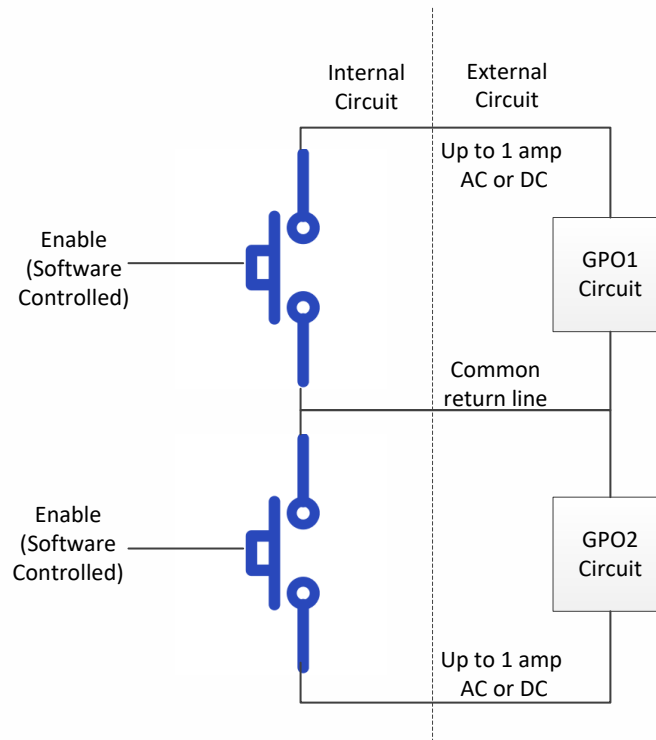 Internal
Circuit
External
Circuit
Up to 1 amp
AC or DC
Enable
(Software
Controlled)
GPO1
Circuit
Common
return line
Enable
(Software
Controlled)
GPO2
Circuit
Up to 1 amp
AC or DC